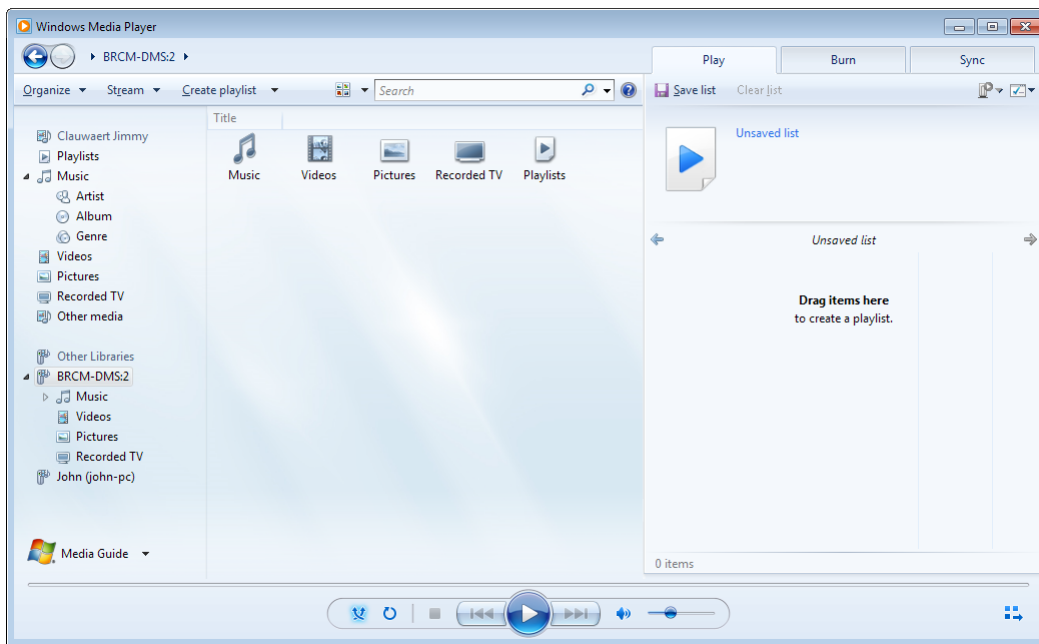 Windows Media Player
BRCM-DMS:2
Play Burn Sync
Organize Stream Create playlist Search Save list Clear list
Title
Clauwaert Jimmy
Playlists
Music
Artist
Album
Genre
Videos
Pictures
Recorded TV
Other media
Other Libraries
BRCM-DMS:2
Music
Videos
Pictures
Recorded TV
John (john-pc)
Media Guide
Music Videos Pictures Recorded TV Playlists
Unsaved list
Unsaved list
Drag items here
to create a playlist.
0 items